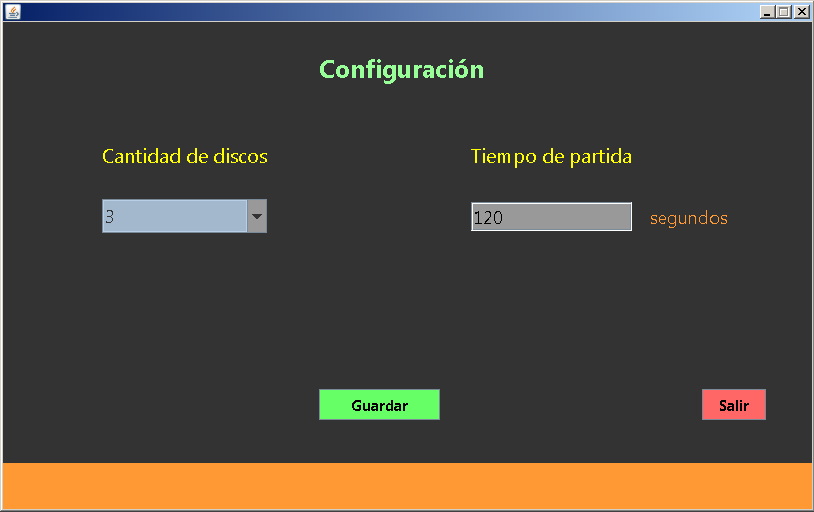 Configuración
Cantidad de discos
Tiempo de partida
3
120
segundos
Guardar
Salir